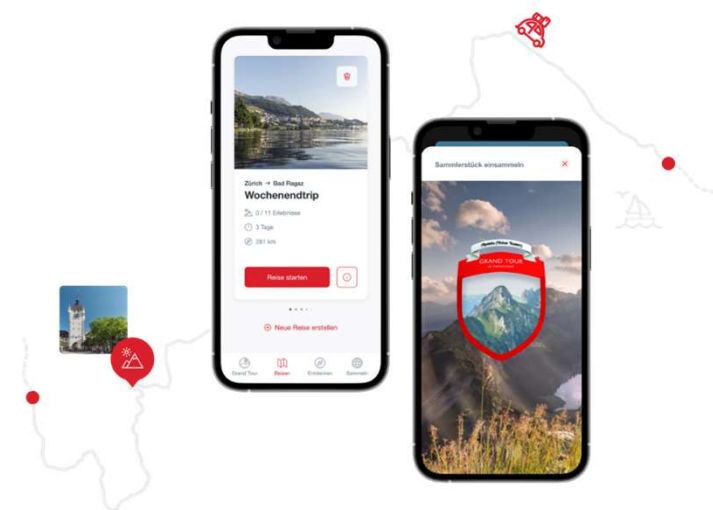 Zürich → Bad Ragaz
Wochenendtrip
0 / 11 Erlebnisse
3 Tage
281 km
Reise starten
Neue Reise erstellen
Grand Tour
Reisen
Entdecken
Sammeln
Sammlerstück einsammeln
GRAND TOUR